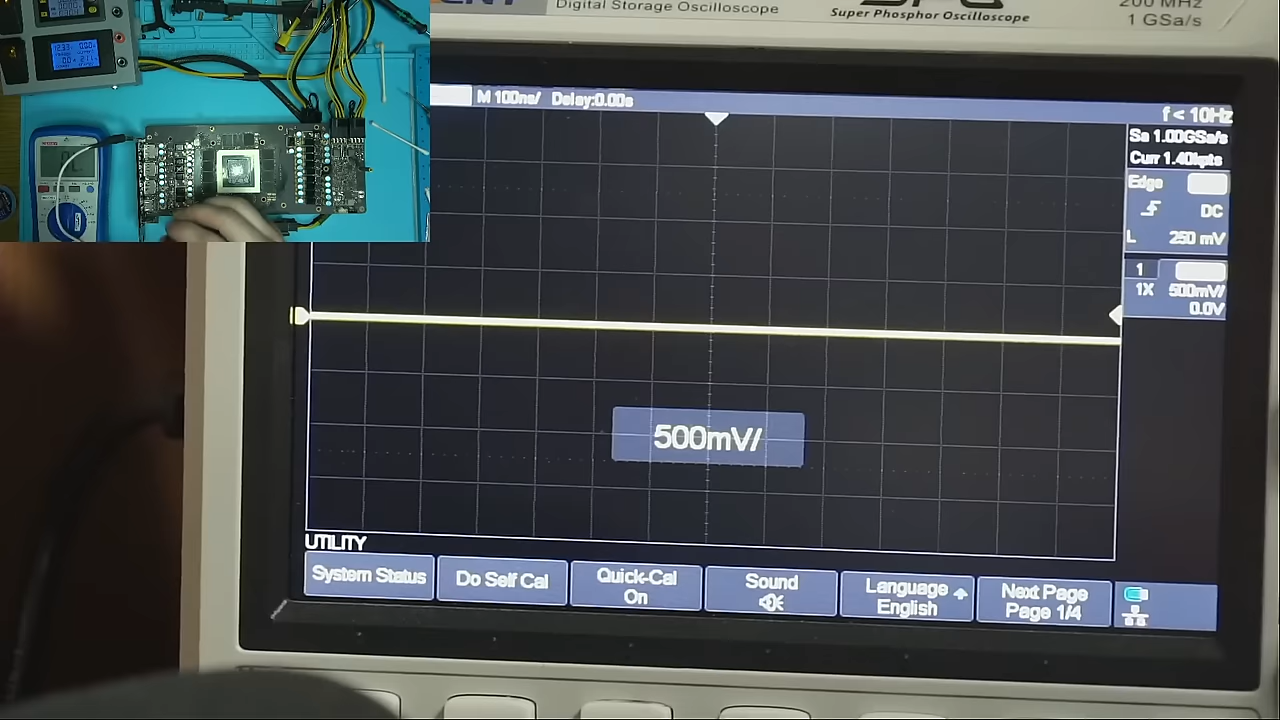 Digital Storage Oscilloscope
Super Phosphor Oscilloscope
200 MHz
1 GSa/s
M 100ns/ Delay:0.00s
f < 10Hz
Sa 1.00GSa/s
Curr 1.40kpts
Edge
DC
L 250 mV
1
1X 500mV/
0.0V
500mV/
UTILITY
System Status
Do Self Cal
Quick-Cal
On
Sound
Language
English
Next Page
Page 1/4